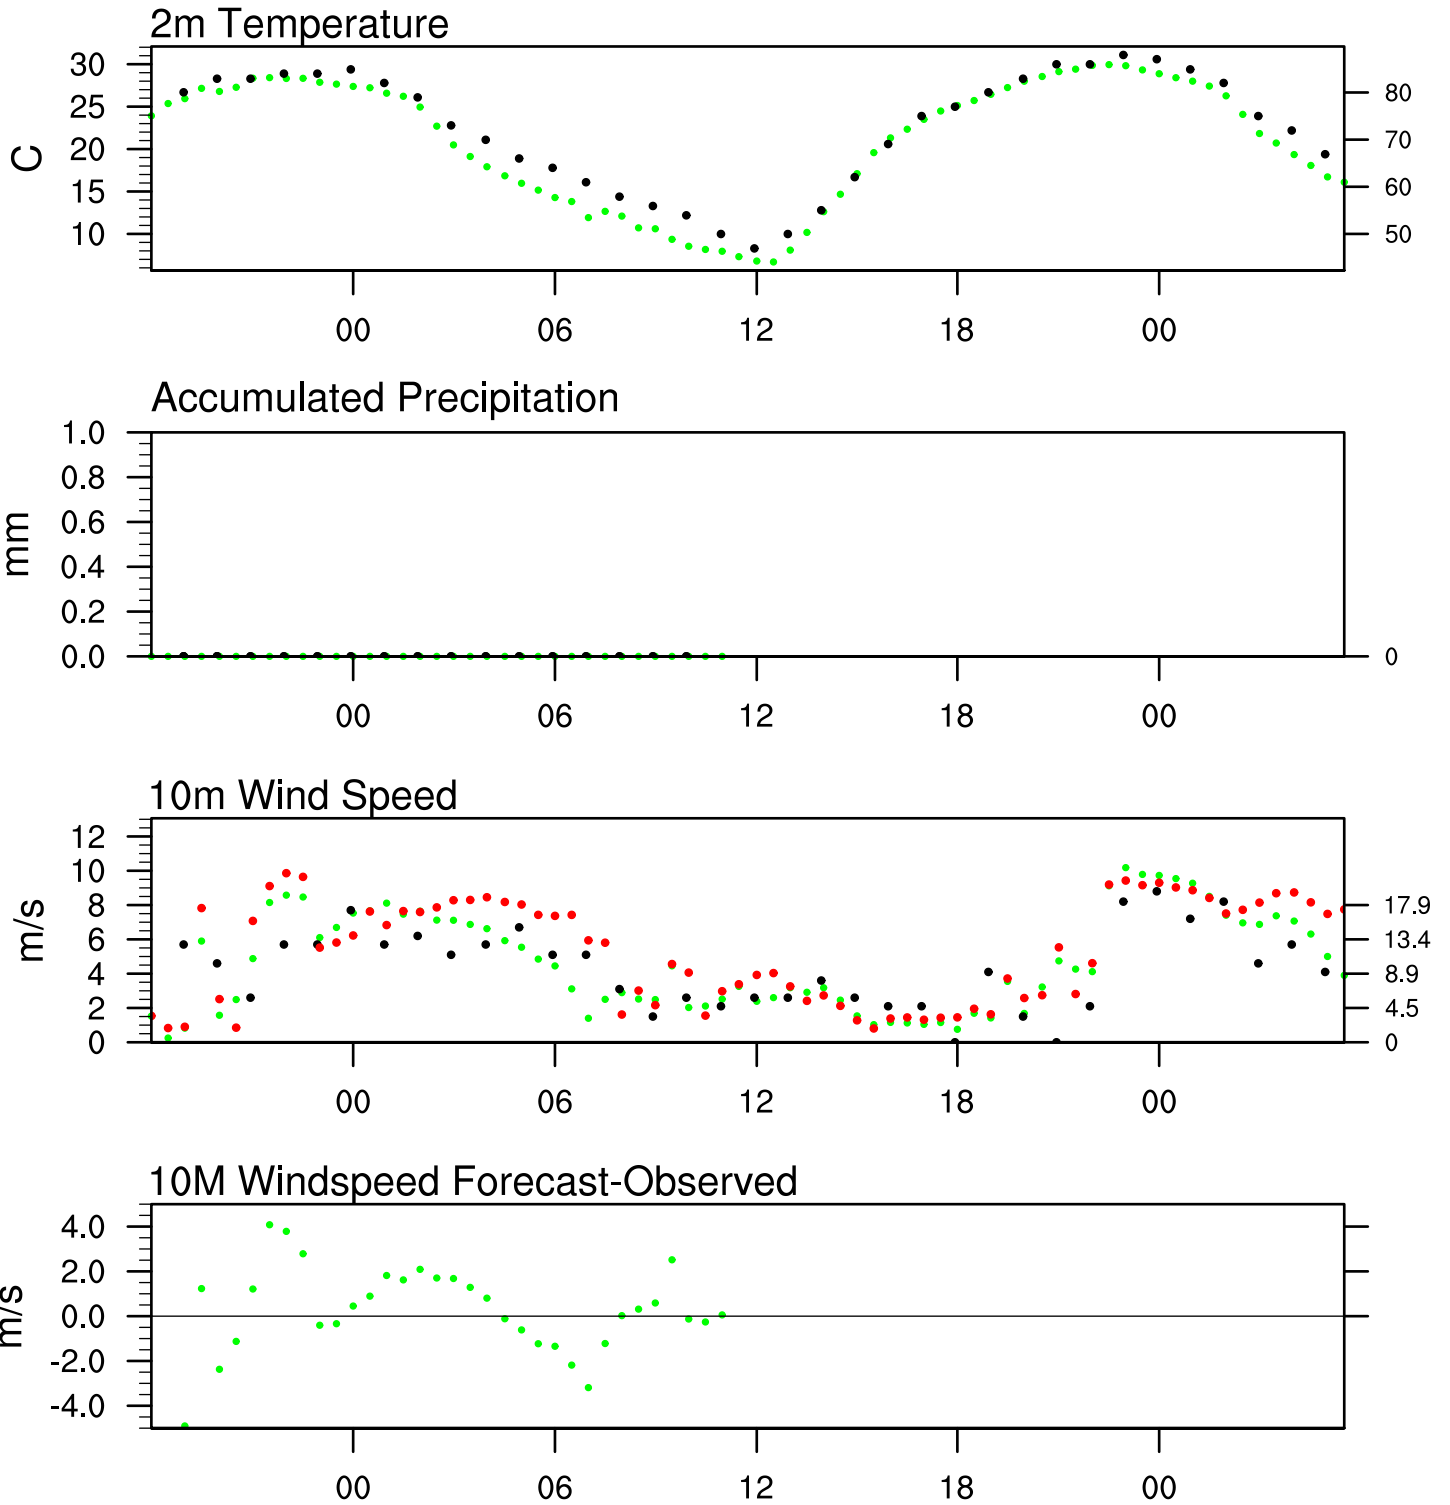 2m Temperature
30
25
20
15
10
C
80
70
60
50
00 06 12 18 00
Accumulated Precipitation
1.0
0.8
0.6
0.4
0.2
0.0
mm
0
00 06 12 18 00
10m Wind Speed
12
10
8
6
4
2
0
m/s
17.9
13.4
8.9
4.5
0
00 06 12 18 00
10M Windspeed Forecast-Observed
4.0
2.0
0.0
-2.0
-4.0
m/s
00 06 12 18 00